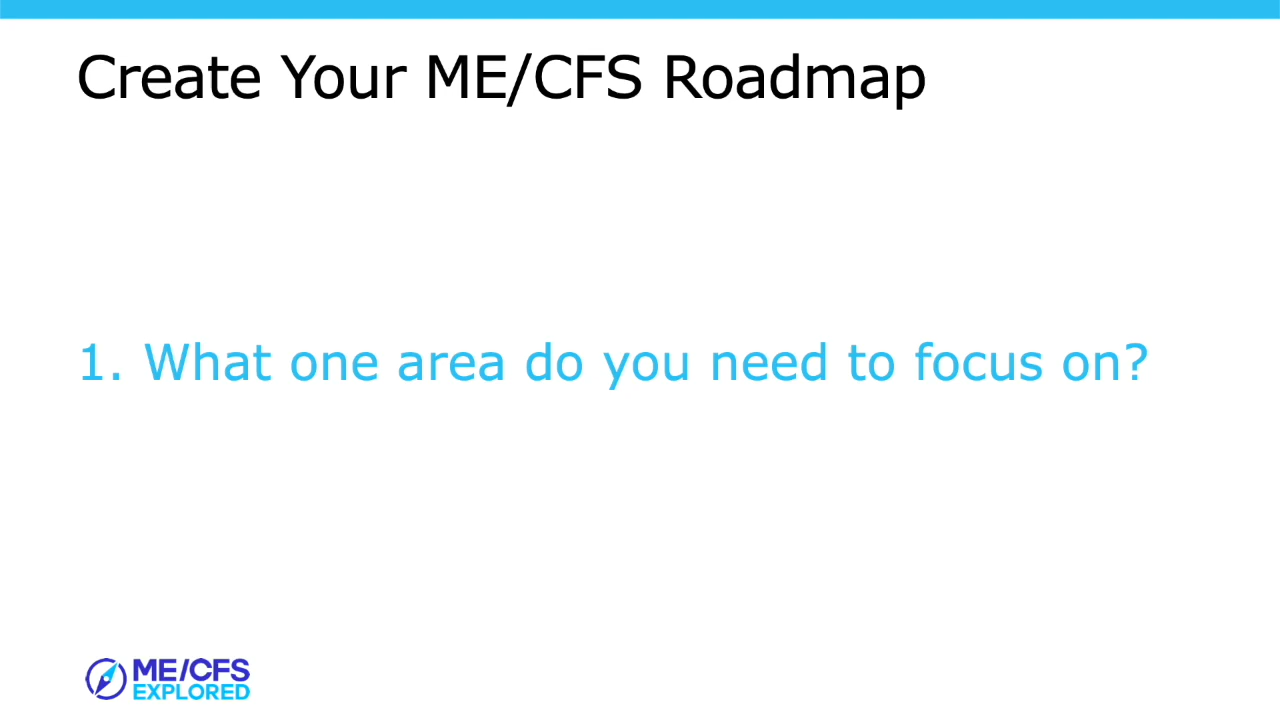 Create Your ME/CFS Roadmap
1. What one area do you need to focus on?
ME/CFS
EXPLORED